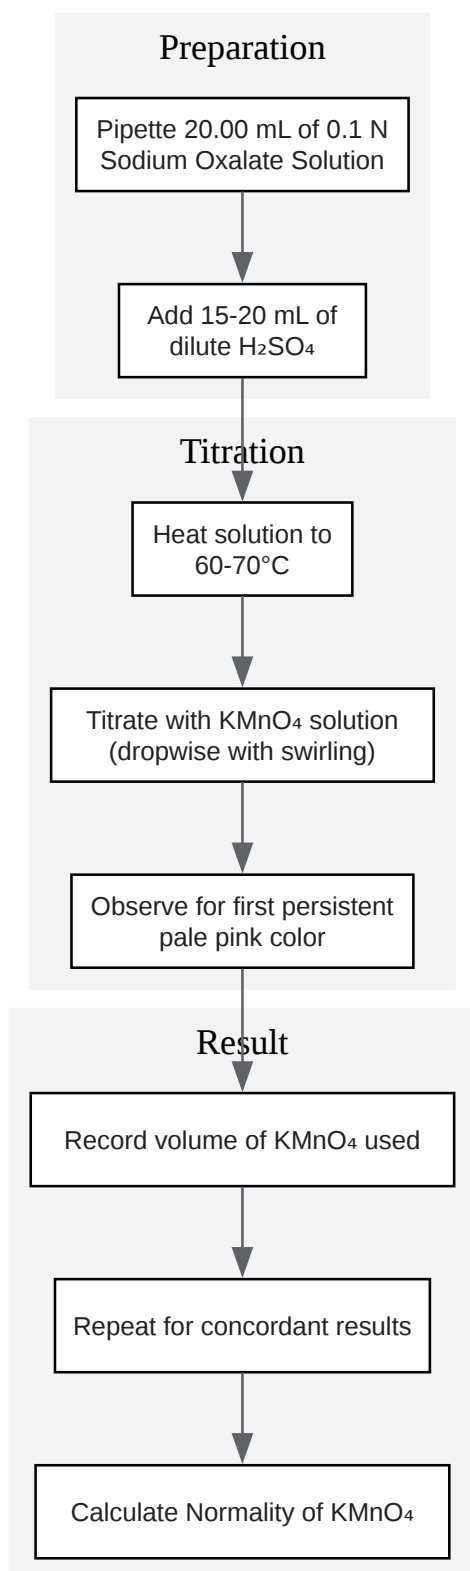 Preparation
Pipette 20.00 mL of 0.1 N
Sodium Oxalate Solution
Add 15-20 mL of
dilute H₂SO₄
Titration
Heat solution to
60-70°C
Titrate with KMnO₄ solution
(dropwise with swirling)
Observe for first persistent
pale pink color
Result
Record volume of KMnO₄ used
Repeat for concordant results
Calculate Normality of KMnO₄